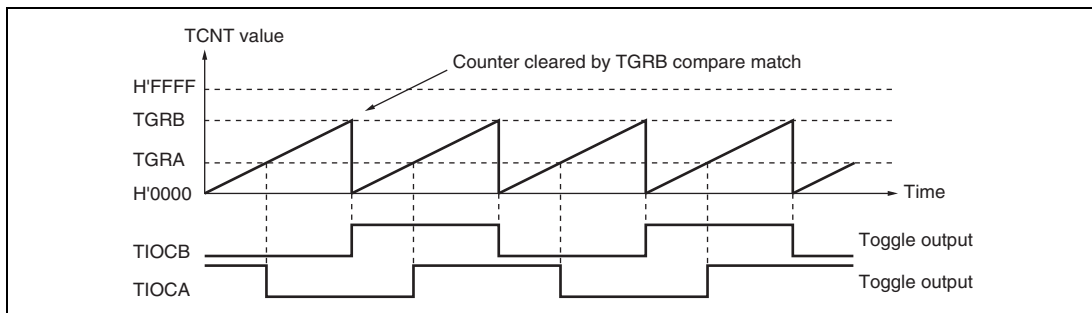 TCNT value
Counter cleared by TGRB compare match
H'FFFF
TGRB
TGRA
H'0000
Time
TIOCB
Toggle output
TIOCA
Toggle output